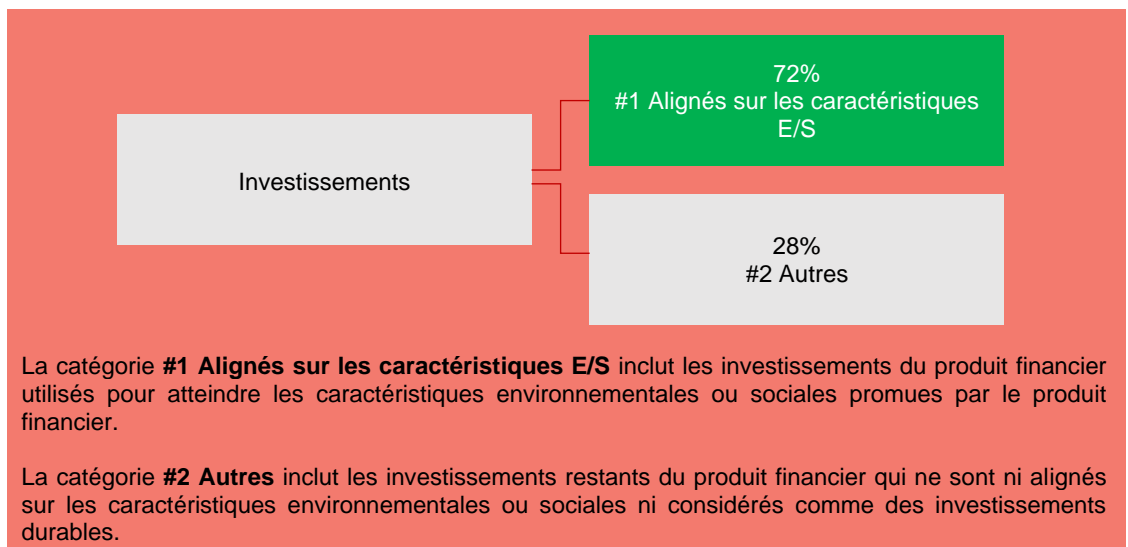 72%
#1 Alignés sur les caractéristiques
E/S
Investissements
28%
#2 Autres
La catégorie #1 Alignés sur les caractéristiques E/S inclut les investissements du produit financier
utilisés pour atteindre les caractéristiques environnementales ou sociales promues par le produit
financier.
La catégorie #2 Autres inclut les investissements restants du produit financier qui ne sont ni alignés
sur les caractéristiques environnementales ou sociales ni considérés comme des investissements
durables.